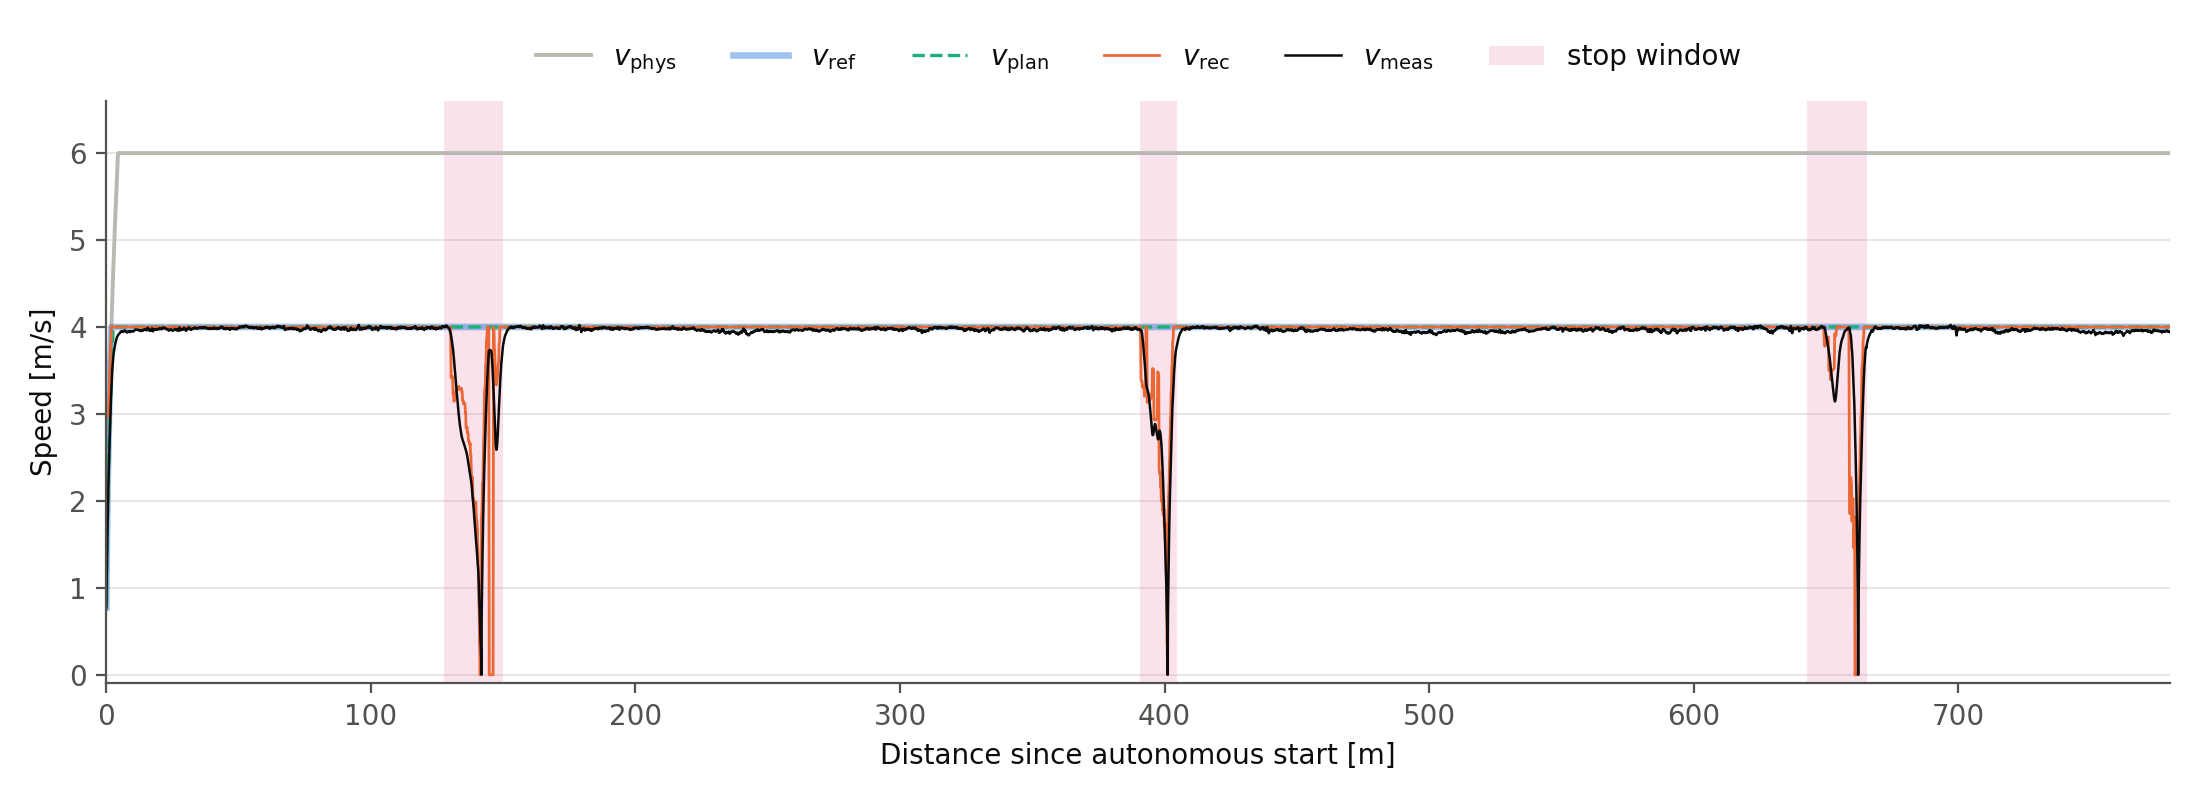 v_phys v_ref v_plan v_rec v_meas stop window
6
5
4
3
2
1
0
Speed [m/s]
0 100 200 300 400 500 600 700
Distance since autonomous start [m]